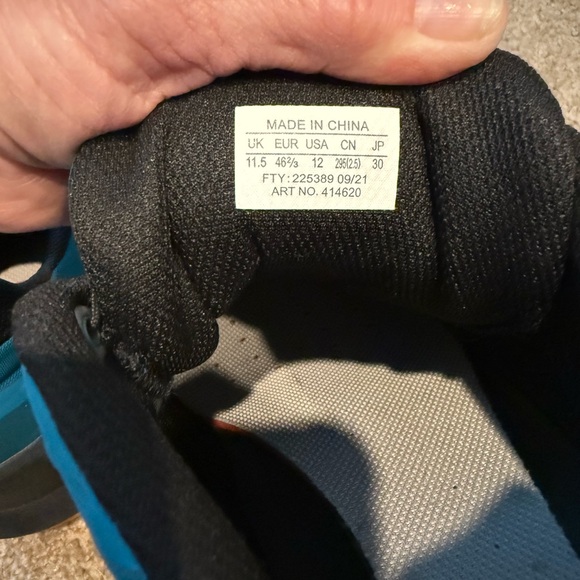 MADE IN CHINA
UK EUR USA CN JP
11.5 46⅔ 12 295(2.5) 30
FTY: 225389 09/21
ART NO. 414620